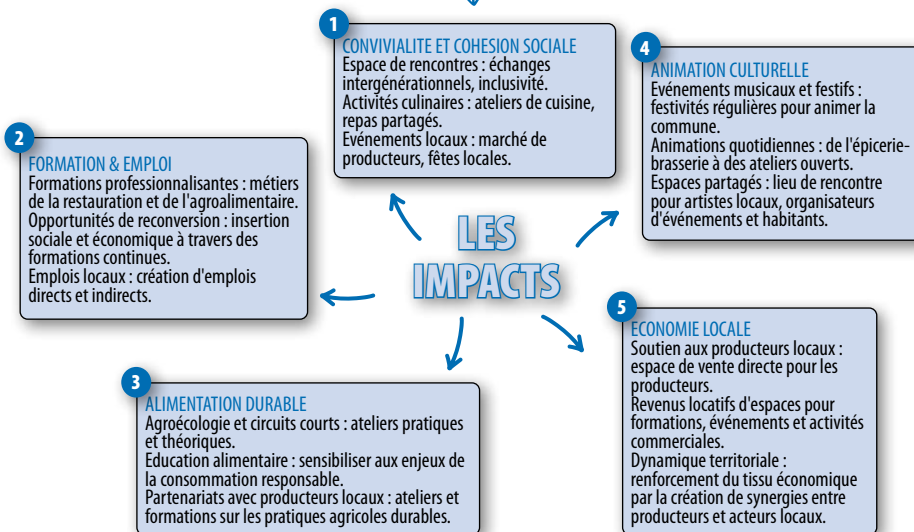 1
CONVIVIALITE ET COHESION SOCIALE
Espace de rencontres : échanges
intergénérationnels, inclusivité.
Activités culinaires : ateliers de cuisine,
repas partagés.
Evénements locaux : marché de
producteurs, fêtes locales.
4
ANIMATION CULTURELLE
Evénements musicaux et festifs :
festivités régulières pour animer la
commune.
Animations quotidiennes : de l'épicerie-
brasserie à des ateliers ouverts.
Espaces partagés : lieu de rencontre
pour artistes locaux, organisateurs
d'événements et habitants.
2
FORMATION & EMPLOI
Formations professionnalisantes : métiers
de la restauration et de l'agroalimentaire.
Opportunités de reconversion : insertion
sociale et économique à travers des
formations continues.
Emplois locaux : création d'emplois
directs et indirects.
LES
IMPACTS
3
ALIMENTATION DURABLE
Agroécologie et circuits courts : ateliers pratiques
et théoriques.
Education alimentaire : sensibiliser aux enjeux de
la consommation responsable.
Partenariats avec producteurs locaux : ateliers et
formations sur les pratiques agricoles durables.
5
ECONOMIE LOCALE
Soutien aux producteurs locaux :
espace de vente directe pour les
producteurs.
Revenus locatifs d'espaces pour
formations, événements et activités
commerciales.
Dynamique territoriale :
renforcement du tissu économique
par la création de synergies entre
producteurs et acteurs locaux.